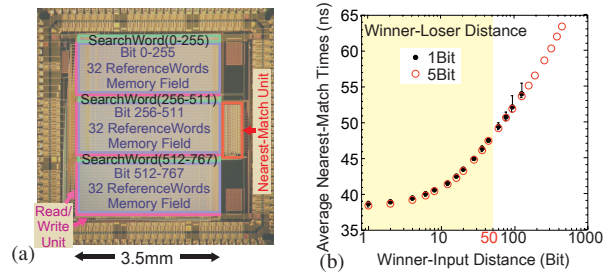 SearchWord(0-255)
Bit 0-255
32 ReferenceWords
Memory Field
SearchWord(256-511)
Bit 256-511
32 ReferenceWords
Memory Field
SearchWord(512-767)
Bit 512-767
32 ReferenceWords
Memory Field
Nearest-Match Unit
Read/
Write
Unit
(a)
3.5mm
(b)
Average Nearest-Match Times (ns)
65
60
55
50
45
40
35
Winner-Loser Distance
1Bit
5Bit
1
10
50
100
1000
Winner-Input Distance (Bit)